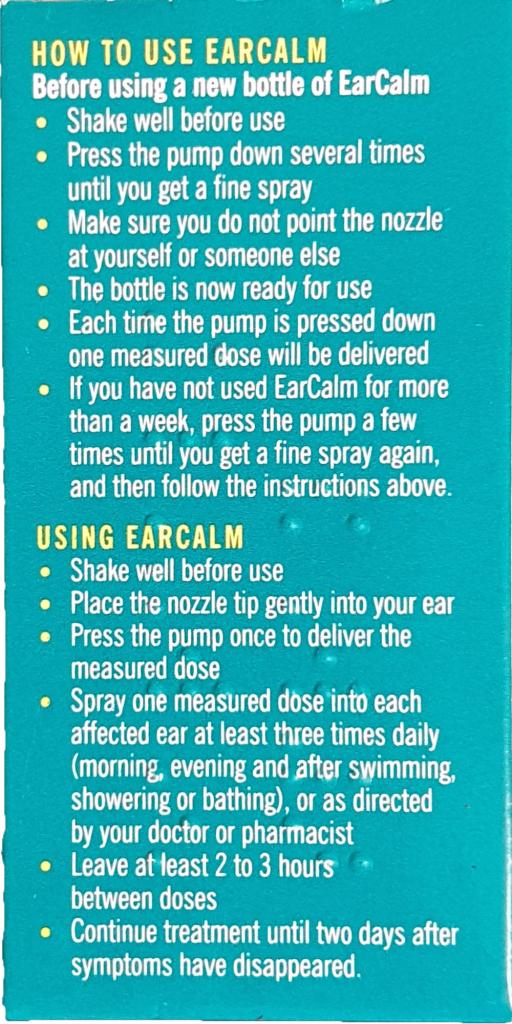 HOW TO USE EARCALM
Before using a new bottle of EarCalm
• Shake well before use
• Press the pump down several times
until you get a fine spray
• Make sure you do not point the nozzle
at yourself or someone else
• The bottle is now ready for use
• Each time the pump is pressed down
one measured dose will be delivered
• If you have not used EarCalm for more
than a week, press the pump a few
times until you get a fine spray again,
and then follow the instructions above.
USING EARCALM
• Shake well before use
• Place the nozzle tip gently into your ear
• Press the pump once to deliver the
measured dose
• Spray one measured dose into each
affected ear at least three times daily
(morning, evening and after swimming,
showering or bathing), or as directed
by your doctor or pharmacist
• Leave at least 2 to 3 hours
between doses
• Continue treatment until two days after
symptoms have disappeared.